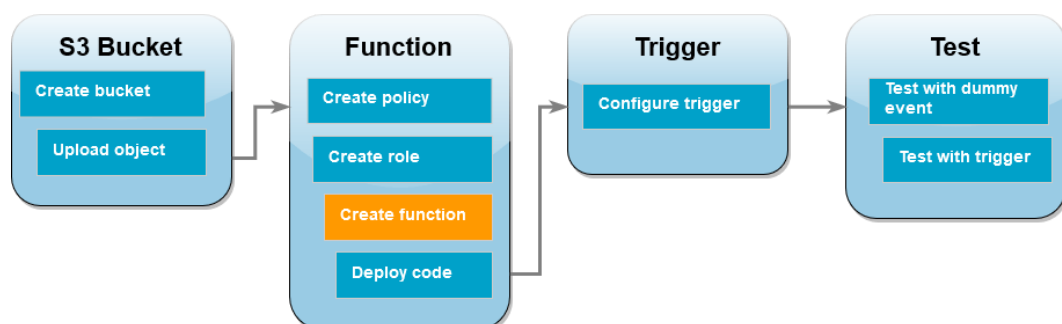 S3 Bucket
Create bucket
Upload object
Function
Create policy
Create role
Create function
Deploy code
Trigger
Configure trigger
Test
Test with dummy
event
Test with trigger